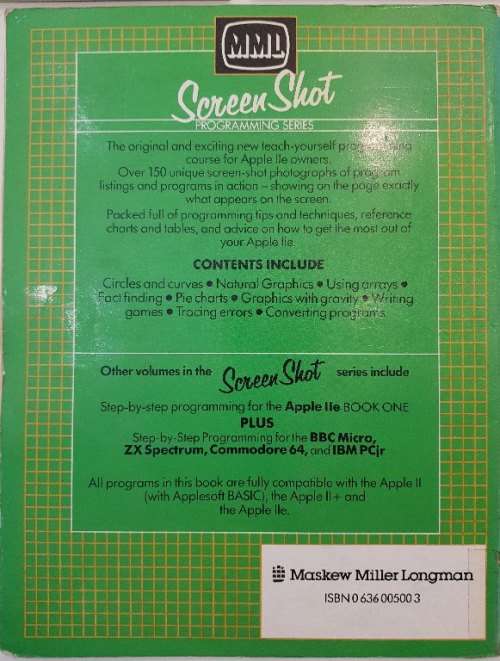 MML
Screen Shot
PROGRAMMING SERIES
The original and exciting new teach-yourself programming
course for Apple IIe owners.
Over 150 unique screen-shot photographs of program
listings and programs in action – showing on the page exactly
what appears on the screen.
Packed full of programming tips and techniques, reference
charts and tables, and advice on how to get the most out of
your Apple IIe.
CONTENTS INCLUDE
Circles and curves • Natural Graphics • Using arrays •
Fact finding • Pie charts • Graphics with gravity • Writing
games • Tracing errors • Converting programs
Other volumes in the Screen Shot series include
Step-by-step programming for the Apple IIe BOOK ONE
PLUS
Step-by-Step Programming for the BBC Micro,
ZX Spectrum, Commodore 64, and IBM PCjr
All programs in this book are fully compatible with the Apple II
(with Applesoft BASIC), the Apple II+ and
the Apple IIe.
Maskew Miller Longman
ISBN 0 636 00500 3